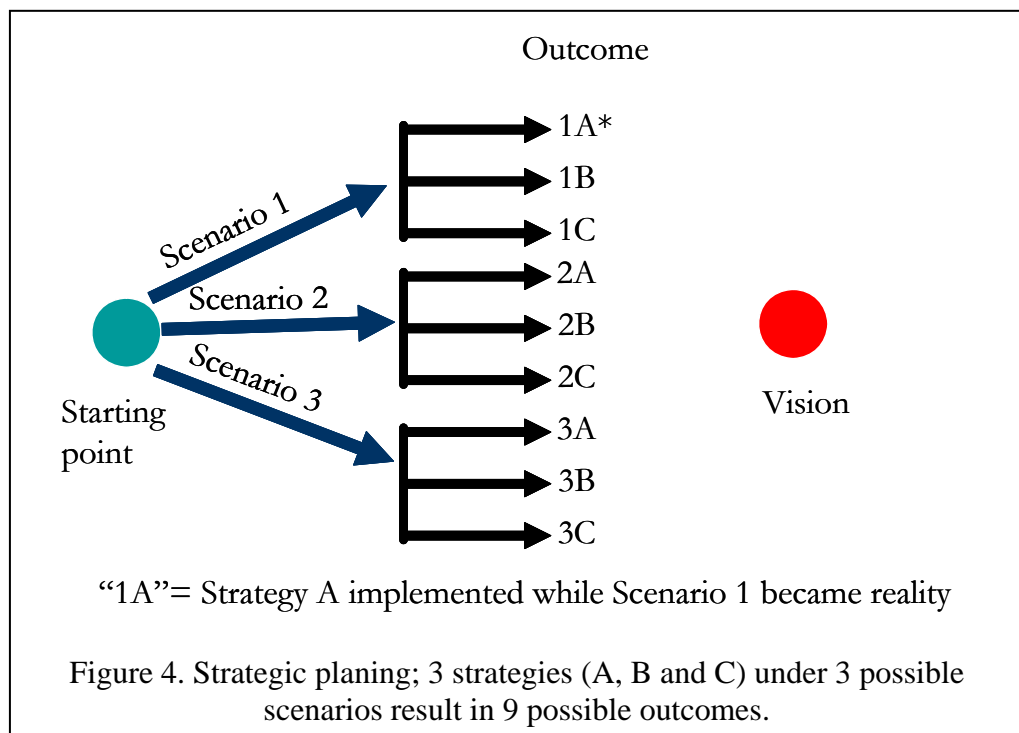 Outcome
1A*
1B
1C
2A
2B
2C
3A
3B
3C
Scenario 1
Scenario 2
Scenario 3
Starting
point
Vision
“1A”= Strategy A implemented while Scenario 1 became reality
Figure 4. Strategic planing; 3 strategies (A, B and C) under 3 possible
scenarios result in 9 possible outcomes.